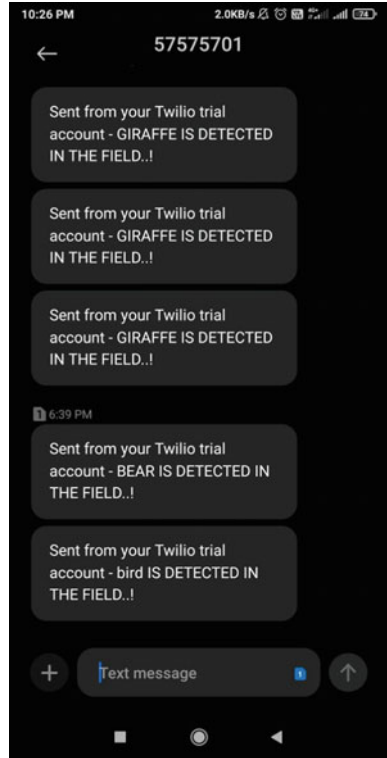 10:26 PM 2.0KB/s 74
57575701
Sent from your Twilio trial
account - GIRAFFE IS DETECTED
IN THE FIELD..!
Sent from your Twilio trial
account - GIRAFFE IS DETECTED
IN THE FIELD..!
Sent from your Twilio trial
account - GIRAFFE IS DETECTED
IN THE FIELD..!
1 6:39 PM
Sent from your Twilio trial
account - BEAR IS DETECTED IN
THE FIELD..!
Sent from your Twilio trial
account - bird IS DETECTED IN
THE FIELD..!
Text message 1